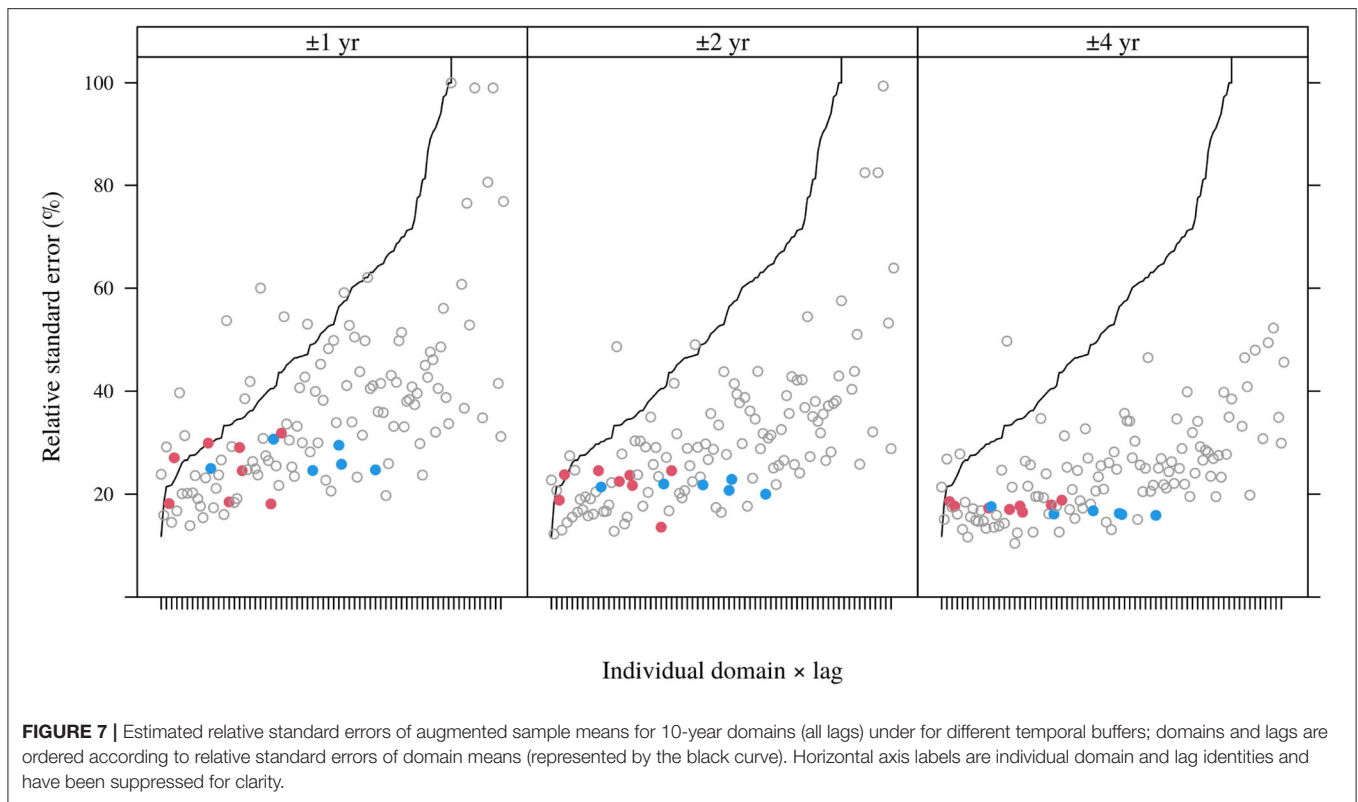 ±1 yr ±2 yr ±4 yr
100
80
60
40
20
Relative standard error (%)
Individual domain × lag
FIGURE 7 | Estimated relative standard errors of augmented sample means for 10-year domains (all lags) under for different temporal buffers; domains and lags are
ordered according to relative standard errors of domain means (represented by the black curve). Horizontal axis labels are individual domain and lag identities and
have been suppressed for clarity.